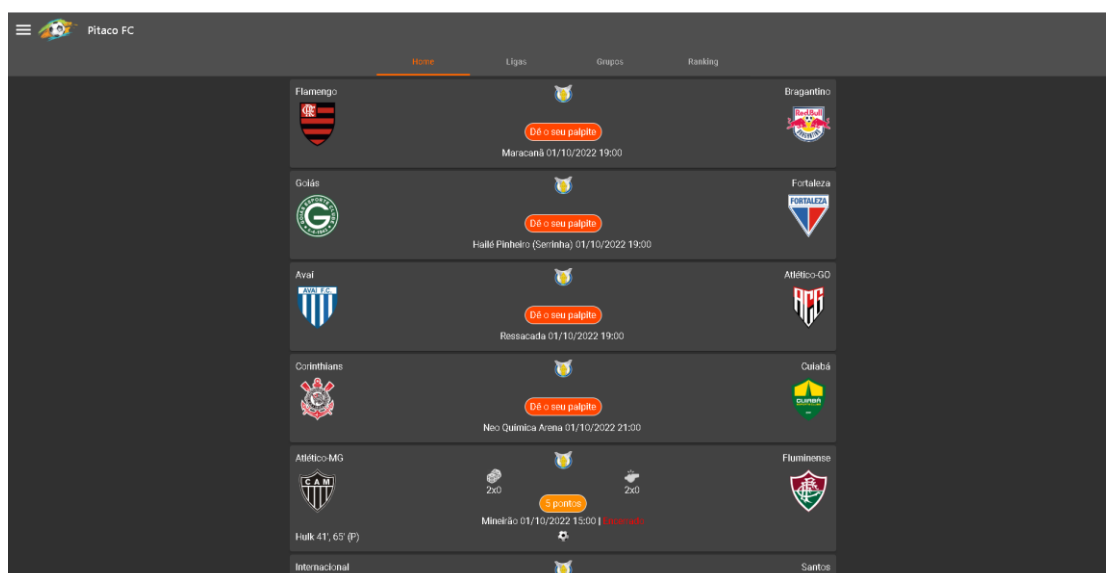 Pitaco FC
Home Ligas Grupos Ranking
Flamengo Bragantino
Dê o seu palpite
Maracanã 01/10/2022 19:00
Goiás Fortaleza
FORTALEZA
Dê o seu palpite
Hailé Pinheiro (Serrinha) 01/10/2022 19:00
Avaí Atlético-GO
AVAÍ F.C.
Dê o seu palpite
Ressacada 01/10/2022 19:00
Corinthians Cuiabá
CUIABÁ
Dê o seu palpite
Neo Química Arena 01/10/2022 21:00
Atlético-MG Fluminense
CAM
2x0 2x0
5 pontos
Mineirão 01/10/2022 15:00 |
Hulk 41', 65' (P)
Internacional Santos